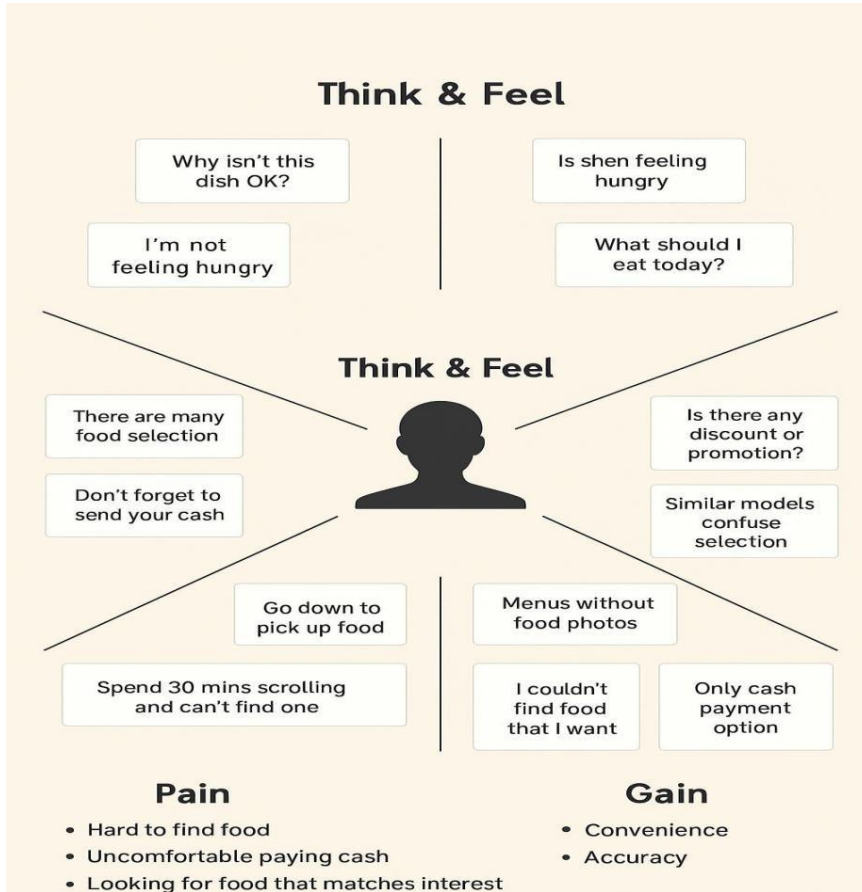 Think & Feel
Why isn't this
dish OK?
I'm not
feeling hungry
Is shen feeling
hungry
What should I
eat today?
Think & Feel
There are many
food selection
Don't forget to
send your cash
Is there any
discount or
promotion?
Similar models
confuse
selection
Go down to
pick up food
Spend 30 mins scrolling
and can't find one
Menus without
food photos
I couldn't
find food
that I want
Only cash
payment
option
Pain
• Hard to find food
• Uncomfortable paying cash
• Looking for food that matches interest
Gain
• Convenience
• Accuracy